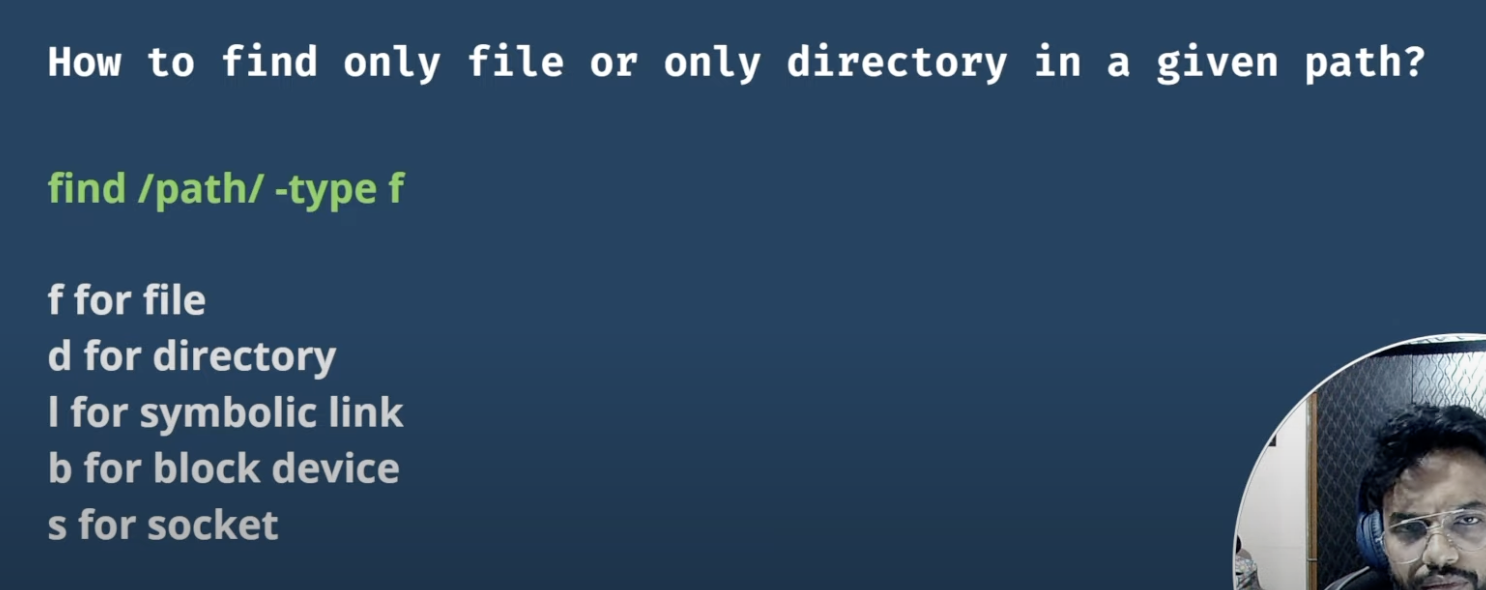 How to find only file or only directory in a given path?
find /path/ -type f
f for file
d for directory
l for symbolic link
b for block device
s for socket